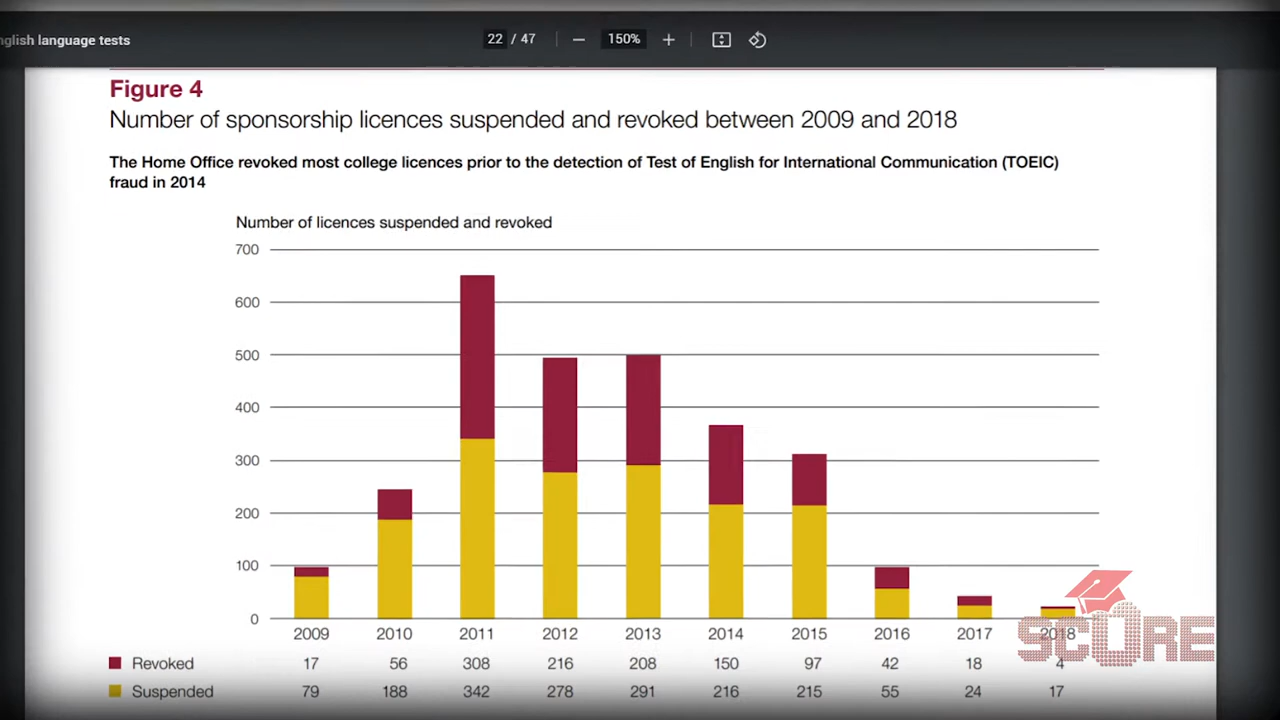 nglish language tests
22 / 47
150%
Figure 4
Number of sponsorship licences suspended and revoked between 2009 and 2018
The Home Office revoked most college licences prior to the detection of Test of English for International Communication (TOEIC)
fraud in 2014
Number of licences suspended and revoked
700
600
500
400
300
200
100
0
2009 2010 2011 2012 2013 2014 2015 2016 2017 2018
Revoked 17 56 308 216 208 150 97 42 18 4
Suspended 79 188 342 278 291 216 215 55 24 17
SCORE